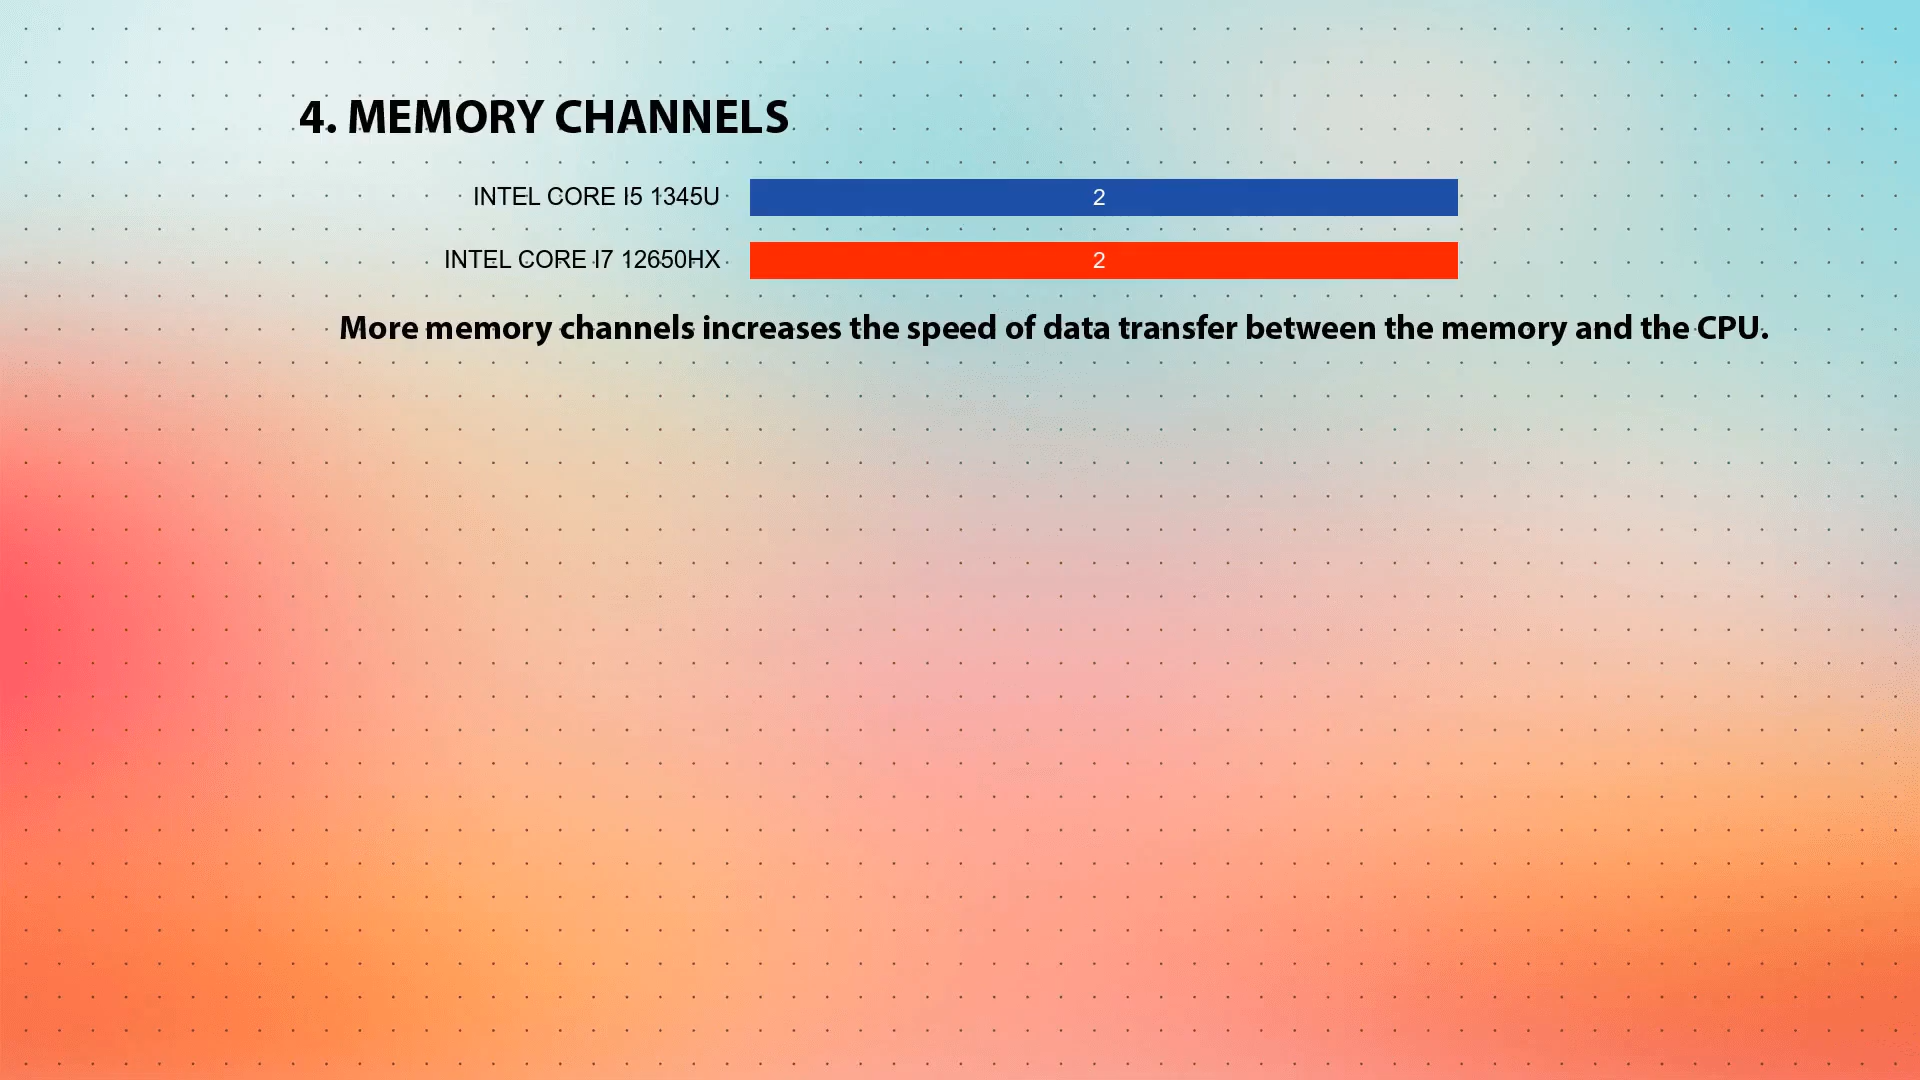 4. MEMORY CHANNELS
INTEL CORE I5 1345U
2
INTEL CORE I7 12650HX
2
More memory channels increases the speed of data transfer between the memory and the CPU.